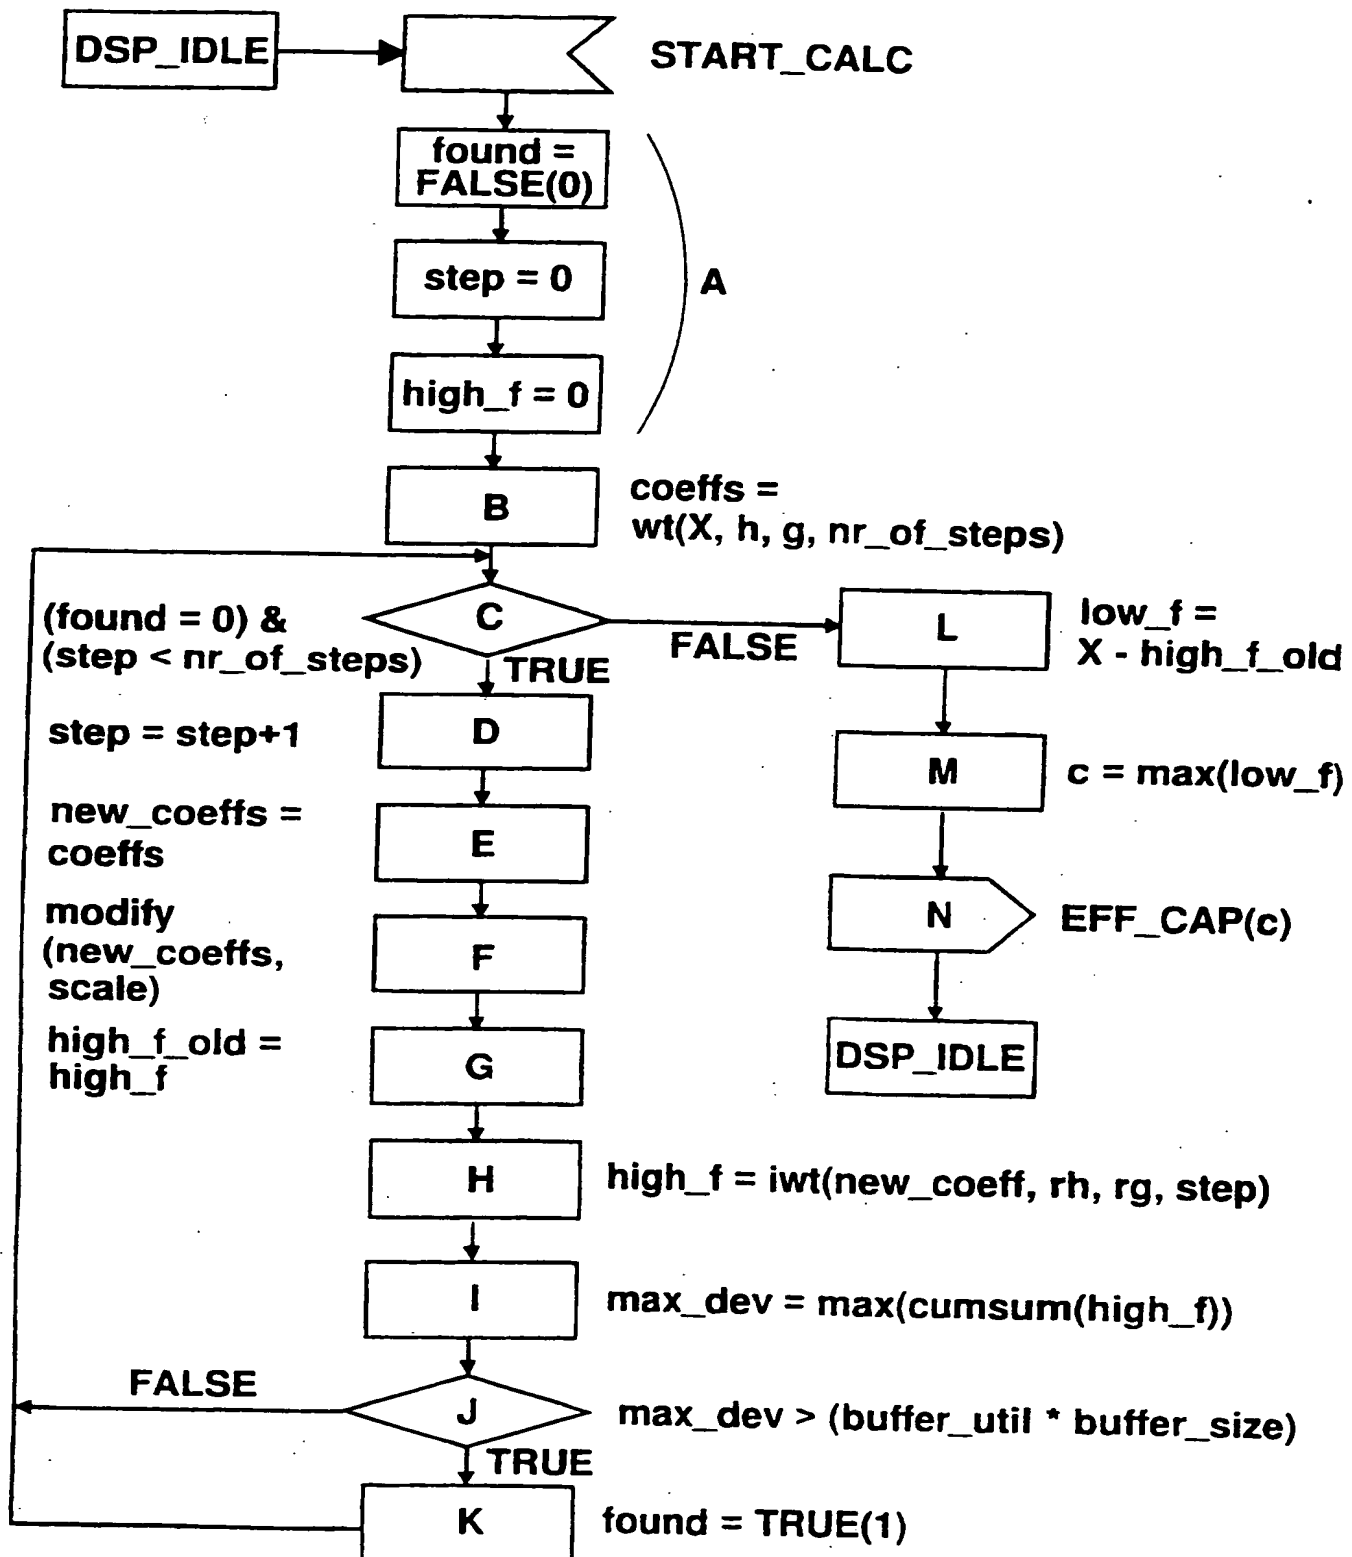 DSP_IDLE
START_CALC
found =
FALSE(0)
step = 0
A
high_f = 0
B
coeffs =
wt(X, h, g, nr_of_steps)
(found = 0) &
(step < nr_of_steps)
C
FALSE
TRUE
L
low_f =
X - high_f_old
step = step+1
D
M
c = max(low_f)
new_coeffs =
coeffs
E
modify
(new_coeffs,
scale)
F
N
EFF_CAP(c)
high_f_old =
high_f
G
DSP_IDLE
H
high_f = iwt(new_coeff, rh, rg, step)
I
max_dev = max(cumsum(high_f))
FALSE
J
max_dev > (buffer_util * buffer_size)
TRUE
K
found = TRUE(1)